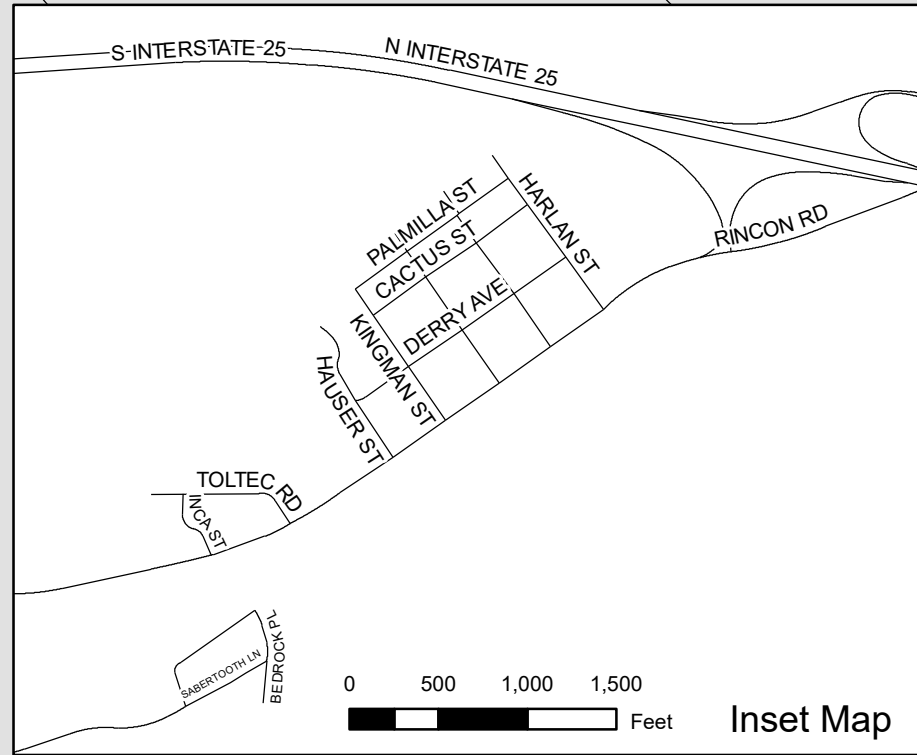 S INTERSTATE 25
N INTERSTATE 25
PALMILLA ST
HARLAN ST
CACTUS ST
RINCON RD
DERRY AVE
KINGMAN ST
HAUSER ST
TOLTEC RD
INCA ST
SABERTOOTH LN
BEDROCK PL
0 500 1,000 1,500
Feet
Inset Map